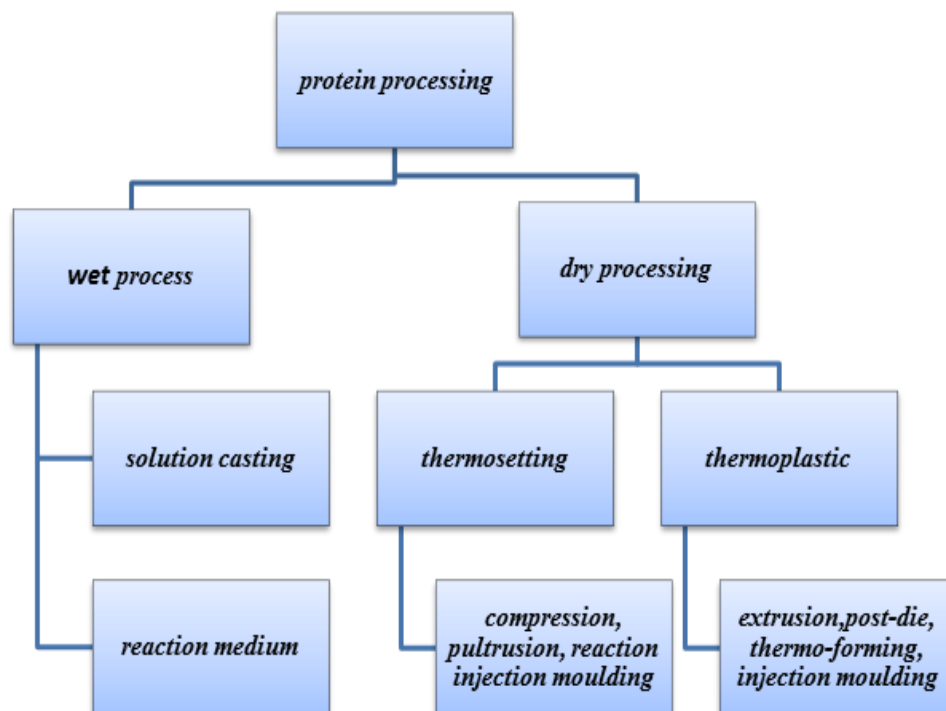 protein processing
wet process
dry processing
solution casting
thermosetting
thermoplastic
reaction medium
compression,
pultrusion, reaction
injection moulding
extrusion,post-die,
thermo-forming,
injection moulding